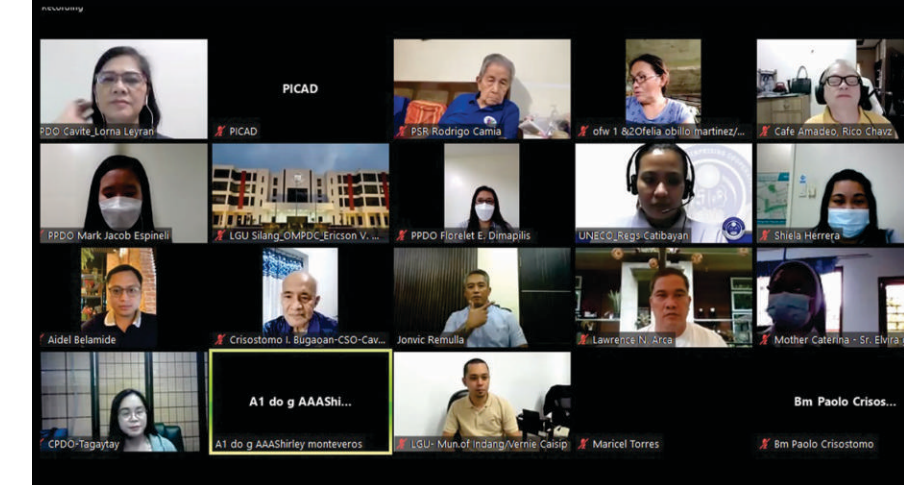 Recording
PDO Cavite_Lorna Leyran
PICAD
PICAD
PSR Rodrigo Camia
ofw 1 &2Ofelia obillo martinez/...
Cafe Amadeo, Rico Chavz
PPDO Mark Jacob Espineli
LGU Silang_OMPDC_Ericson V. ...
PPDO Florelet E. Dimapilis
UNECO_Regs Catibayan
Shiela Herrera
Aidel Belamide
Crisostomo I. Bugaoan-CSO-Cav...
Jonvic Remulla
Lawrence N. Arca
Mother Caterina - Sr. Elvira
CPDO-Tagaytay
A1 do g AAAShi...
A1 do g AAAShirley monteveros
LGU- Mun.of Indang/Vernie Caisip
Maricel Torres
Bm Paolo Crisos...
Bm Paolo Crisostomo